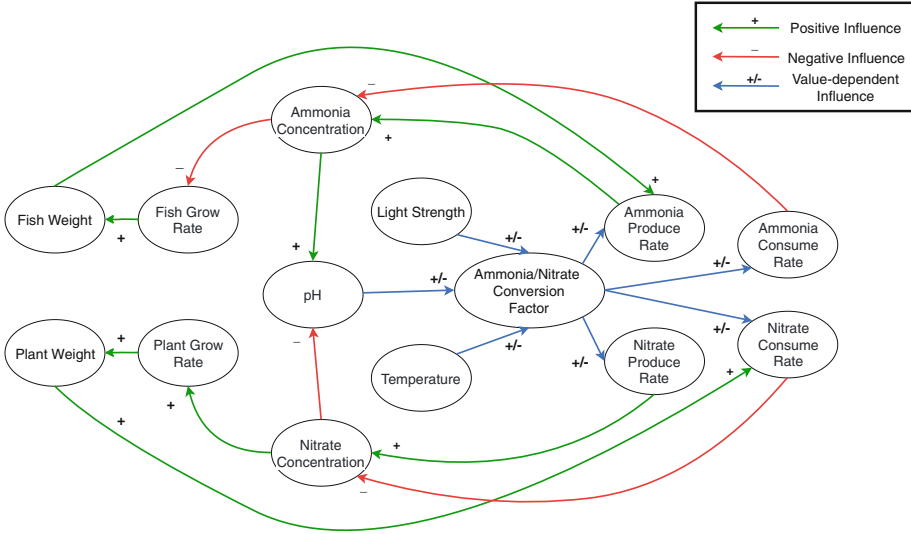 +
Positive Influence
–
Negative Influence
+/-
Value-dependent
Influence
–
Ammonia
Concentration
+
–
+
Fish Weight
Fish Grow
Rate
+
Light Strength
Ammonia
Produce
Rate
Ammonia
Consume
Rate
+/-
+/-
+
+/-
+/-
pH
Ammonia/Nitrate
Conversion
Factor
+/-
+/-
+/-
–
+
Plant Weight
Plant Grow
Rate
Temperature
Nitrate
Produce
Rate
Nitrate
Consume
Rate
+
+
+
+
Nitrate
Concentration
–